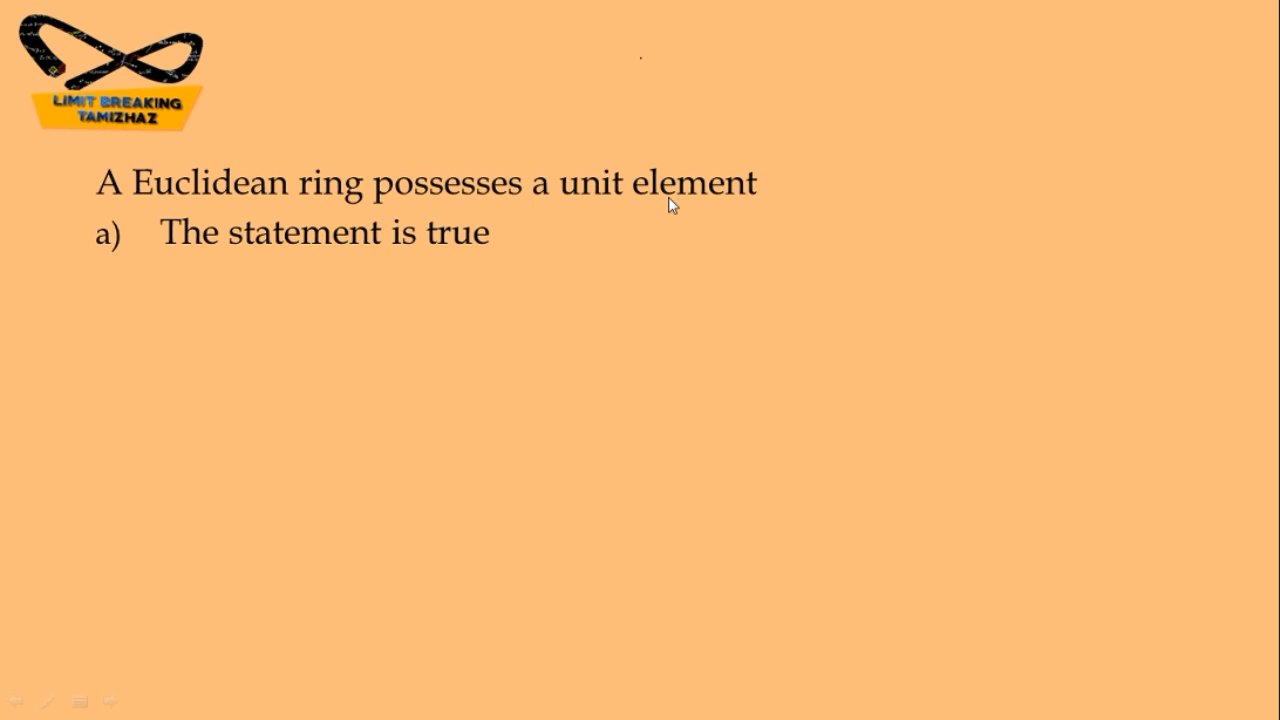 LIMIT BREAKING
TAMIZHAZ
A Euclidean ring possesses a unit element
a) The statement is true